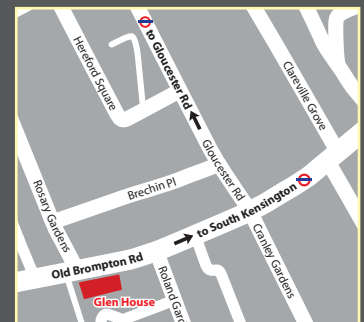 to Gloucester Rd
Hereford Square
Clareville Grove
Gloucester Rd
Brechin Pl
Rosary Gardens
to South Kensington
Old Brompton Rd
Cranley Gardens
Roland Gard
Glen House